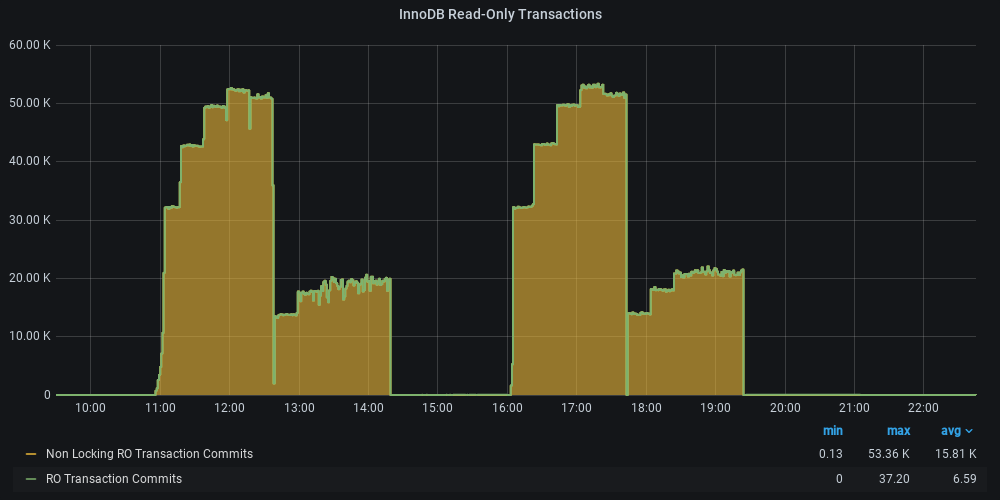 InnoDB Read-Only Transactions
60.00 K
50.00 K
40.00 K
30.00 K
20.00 K
10.00 K
0
10:00 11:00 12:00 13:00 14:00 15:00 16:00 17:00 18:00 19:00 20:00 21:00 22:00
min max avg
Non Locking RO Transaction Commits 0.13 53.36 K 15.81 K
RO Transaction Commits 0 37.20 6.59